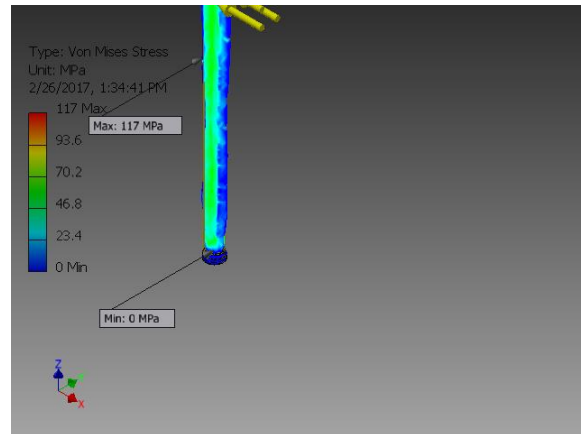 Type: Von Mises Stress
Unit: MPa
2/26/2017, 1:34:41 PM
117 Max
Max: 117 MPa
93.6
70.2
46.8
23.4
0 Min
Min: 0 MPa
Z
X